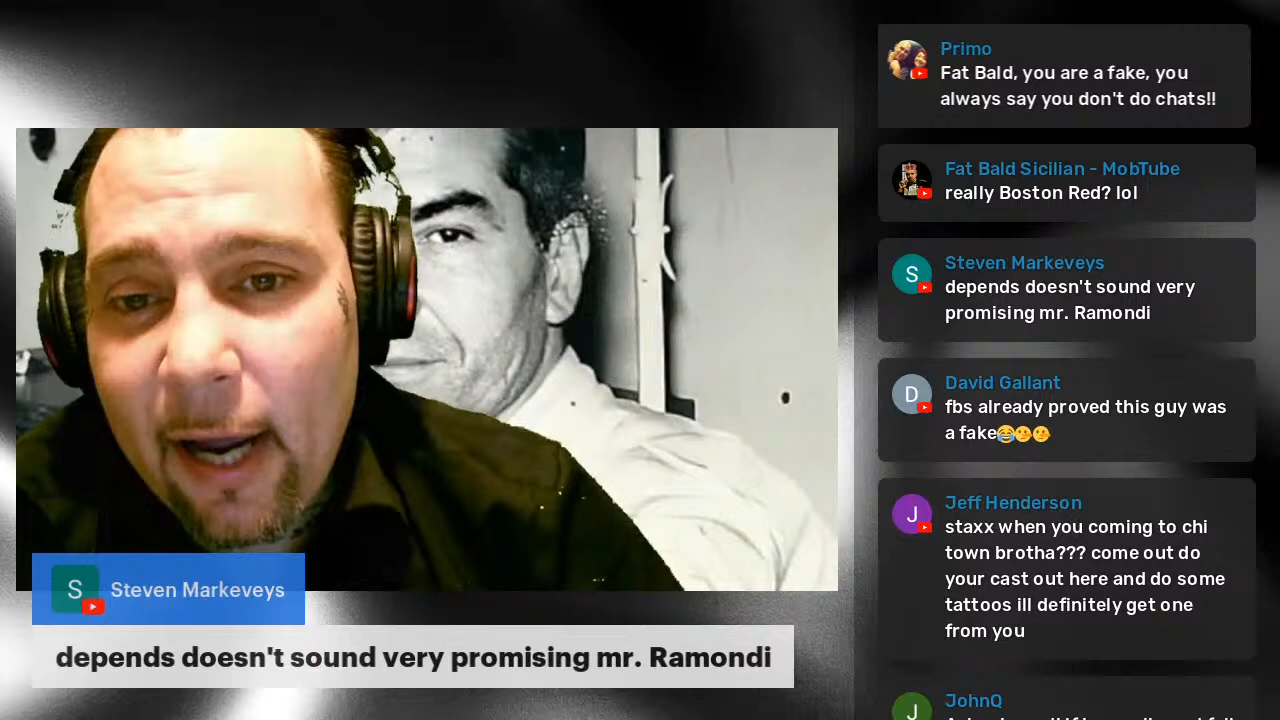 Primo
Fat Bald, you are a fake, you
always say you don't do chats!!
Fat Bald Sicilian - MobTube
really Boston Red? lol
S
Steven Markeveys
depends doesn't sound very
promising mr. Ramondi
D
David Gallant
fbs already proved this guy was
a fake😂🤫🤫
J
Jeff Henderson
staxx when you coming to chi
town brotha??? come out do
your cast out here and do some
tattoos ill definitely get one
from you
J
JohnQ
S
Steven Markeveys
depends doesn't sound very promising mr. Ramondi